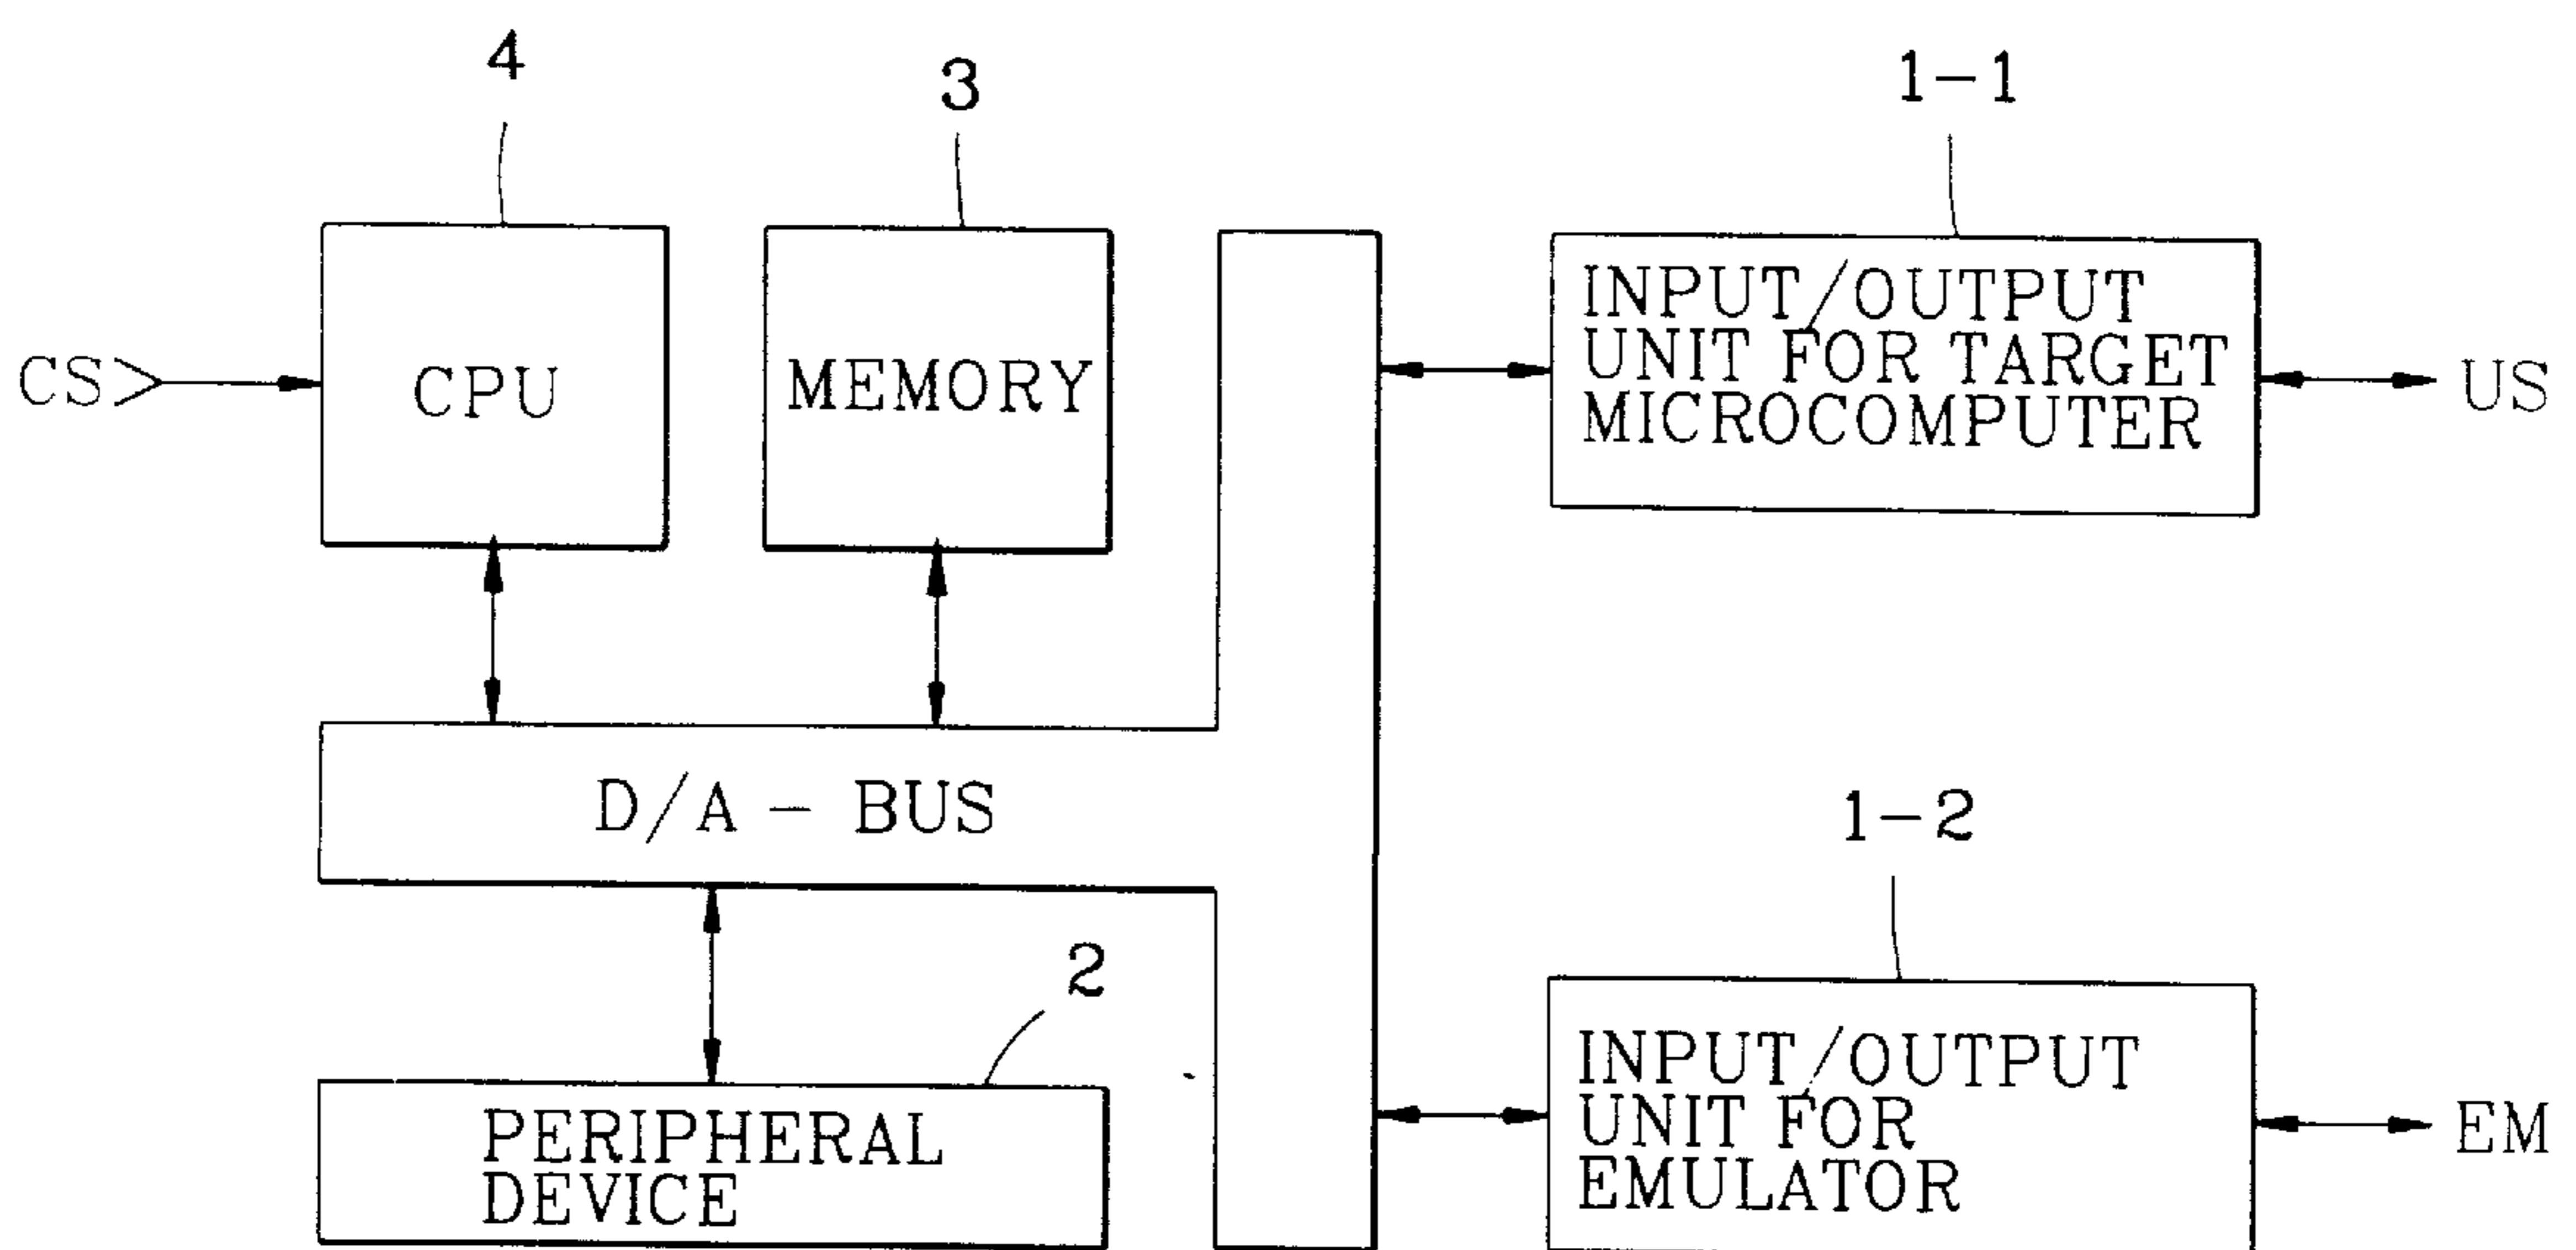 4
3
1-1
CS>
CPU
MEMORY
INPUT/OUTPUT
UNIT FOR TARGET
MICROCOMPUTER
US
D/A - BUS
1-2
2
PERIPHERAL
DEVICE
INPUT/OUTPUT
UNIT FOR
EMULATOR
EM